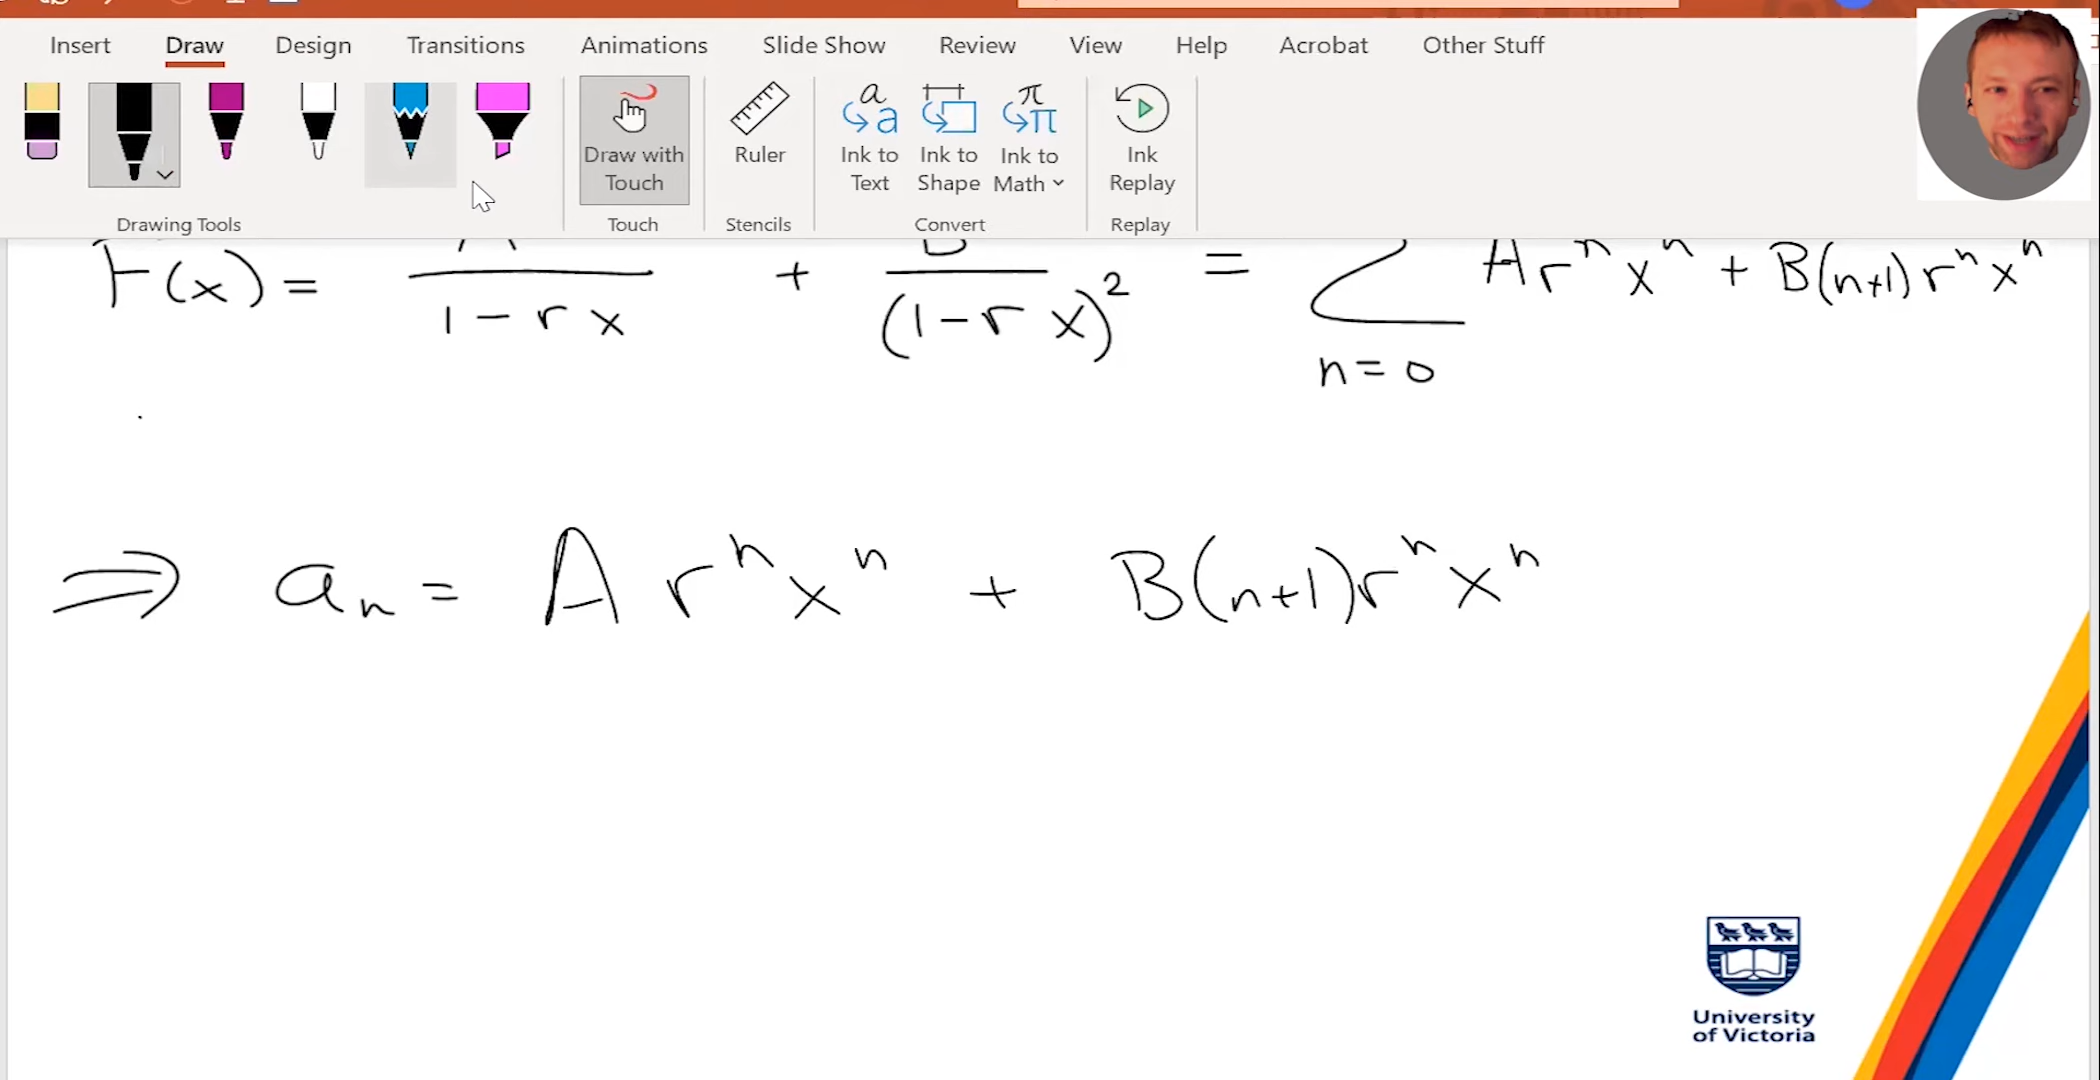 Insert Draw Design Transitions Animations Slide Show Review View Help Acrobat Other Stuff
Draw with Touch
Ruler
Ink to Text
Ink to Shape
Ink to Math
Ink Replay
Drawing Tools Touch Stencils Convert Replay
F(x) = A/(1-rx) + B/(1-rx)² = ∑ Arⁿxⁿ + B(n+1)rⁿxⁿ
n=0
⇒ aₙ = A rⁿxⁿ + B(n+1)rⁿxⁿ
University
of Victoria